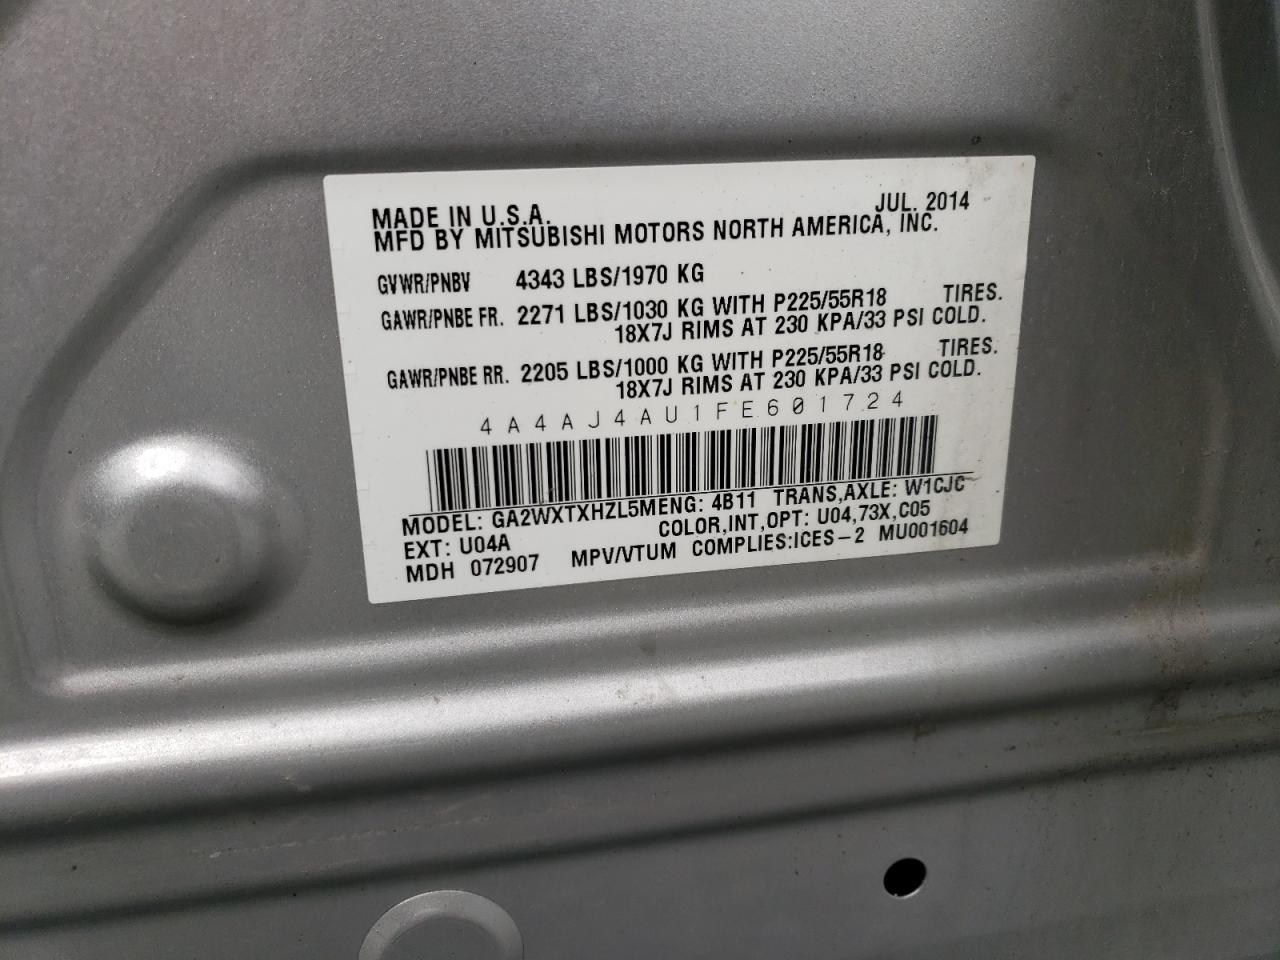 MADE IN U.S.A. JUL. 2014
MFD BY MITSUBISHI MOTORS NORTH AMERICA, INC.
GVWR/PNBV 4343 LBS/1970 KG
GAWR/PNBE FR. 2271 LBS/1030 KG WITH P225/55R18 TIRES.
18X7J RIMS AT 230 KPA/33 PSI COLD.
GAWR/PNBE RR. 2205 LBS/1000 KG WITH P225/55R18 TIRES.
18X7J RIMS AT 230 KPA/33 PSI COLD.
4A4AJ4AU1FE601724
MODEL: GA2WXTXHZL5MENG: 4B11 TRANS,AXLE: W1CJC
EXT: U04A COLOR,INT,OPT: U04,73X,C05
MDH 072907 MPV/VTUM COMPLIES:ICES-2 MU001604